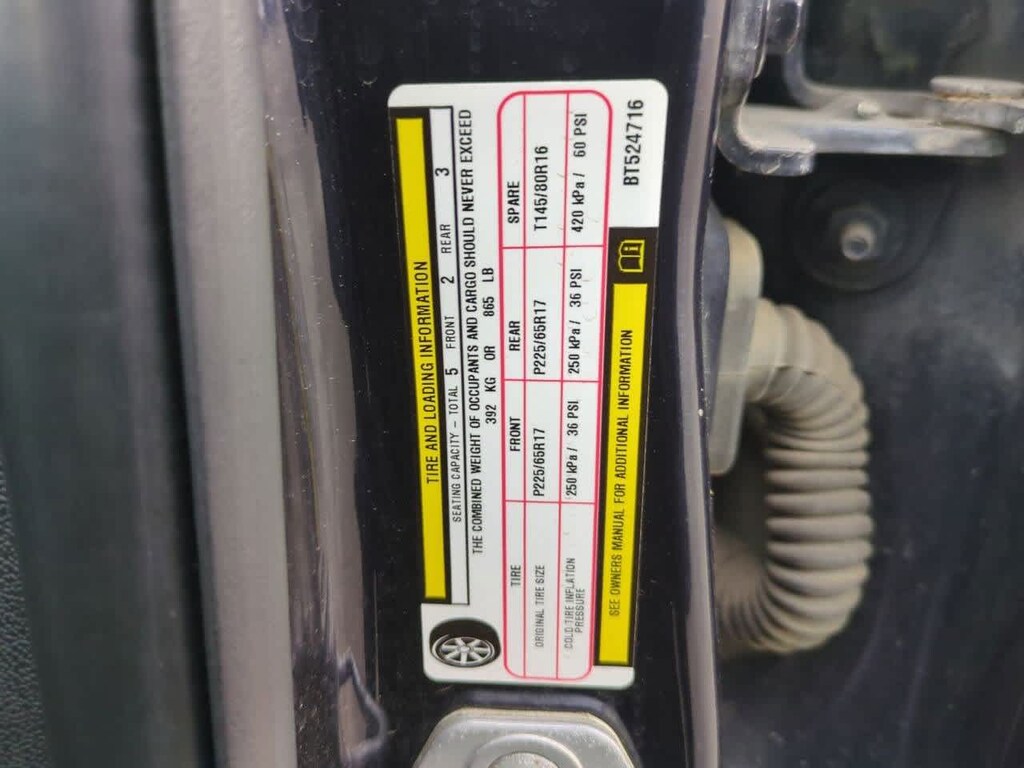 TIRE AND LOADING INFORMATION
SEATING CAPACITY – TOTAL 5 FRONT 2 REAR 3
THE COMBINED WEIGHT OF OCCUPANTS AND CARGO SHOULD NEVER EXCEED
392 KG OR 865 LB
TIRE FRONT REAR SPARE
ORIGINAL TIRE SIZE P225/65R17 P225/65R17 T145/80R16
COLD TIRE INFLATION PRESSURE 250 kPa / 36 PSI 250 kPa / 36 PSI 420 kPa / 60 PSI
SEE OWNERS MANUAL FOR ADDITIONAL INFORMATION
BT524716